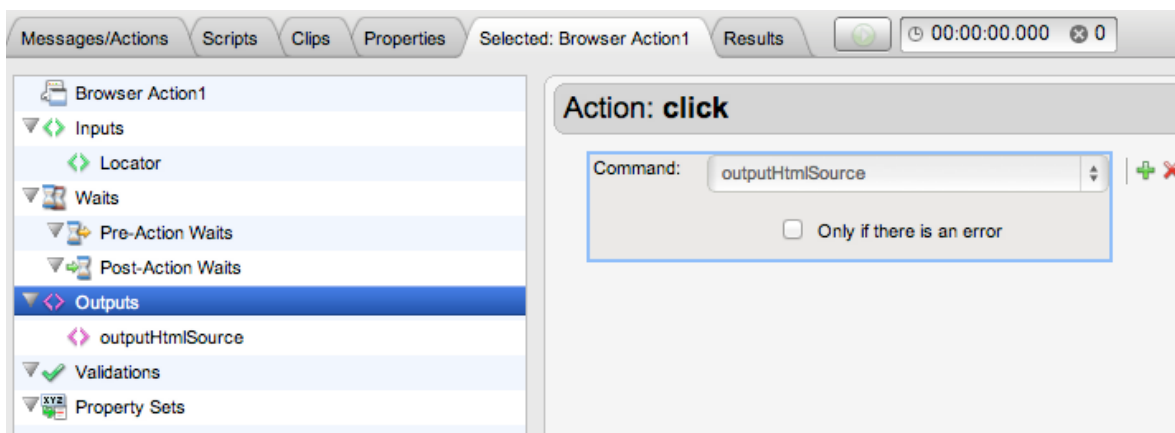 Messages/Actions Scripts Clips Properties Selected: Browser Action1 Results 00:00:00.000 0
Browser Action1
Inputs
Locator
Waits
Pre-Action Waits
Post-Action Waits
Outputs
outputHtmlSource
Validations
XYZ Property Sets
Action: click
Command: outputHtmlSource
Only if there is an error